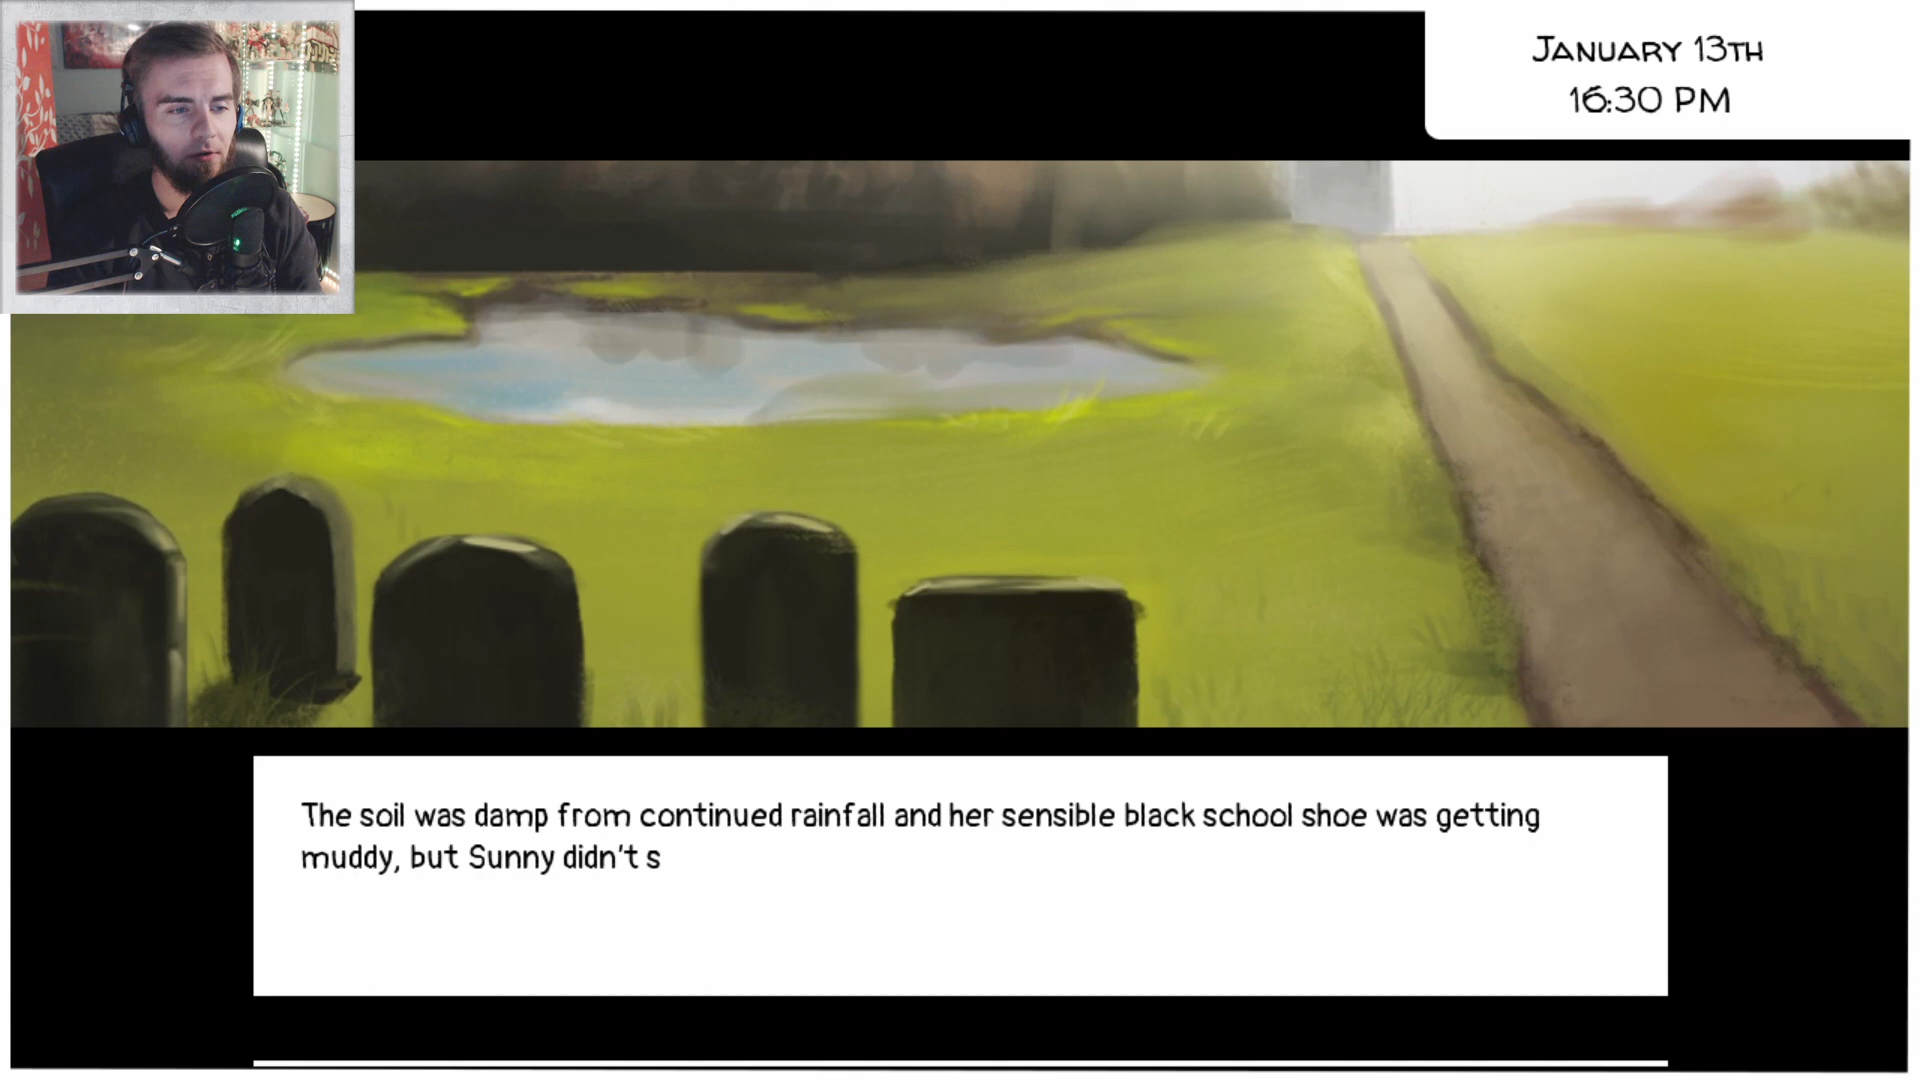 JANUARY 13TH
16:30 PM
The soil was damp from continued rainfall and her sensible black school shoe was getting
muddy, but Sunny didn't s